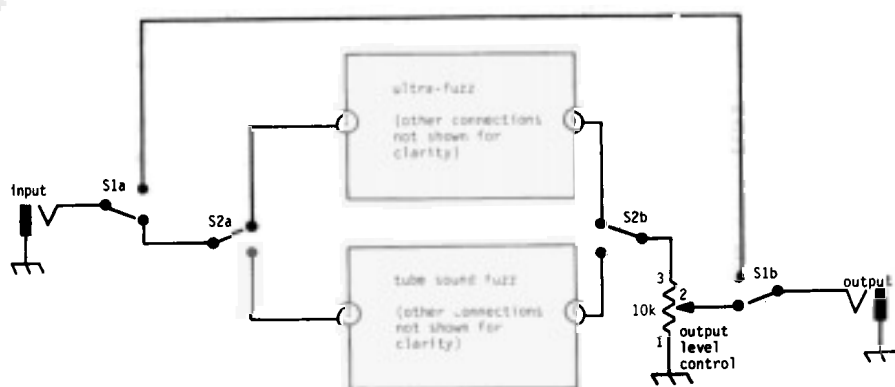 ultra-fuzz
(other connections
not shown for
clarity)
input
S1a
S2a
S2b
tube sound fuzz
(other connections
not shown for
clarity)
3
2
10k
1
output
level
control
S1b
output